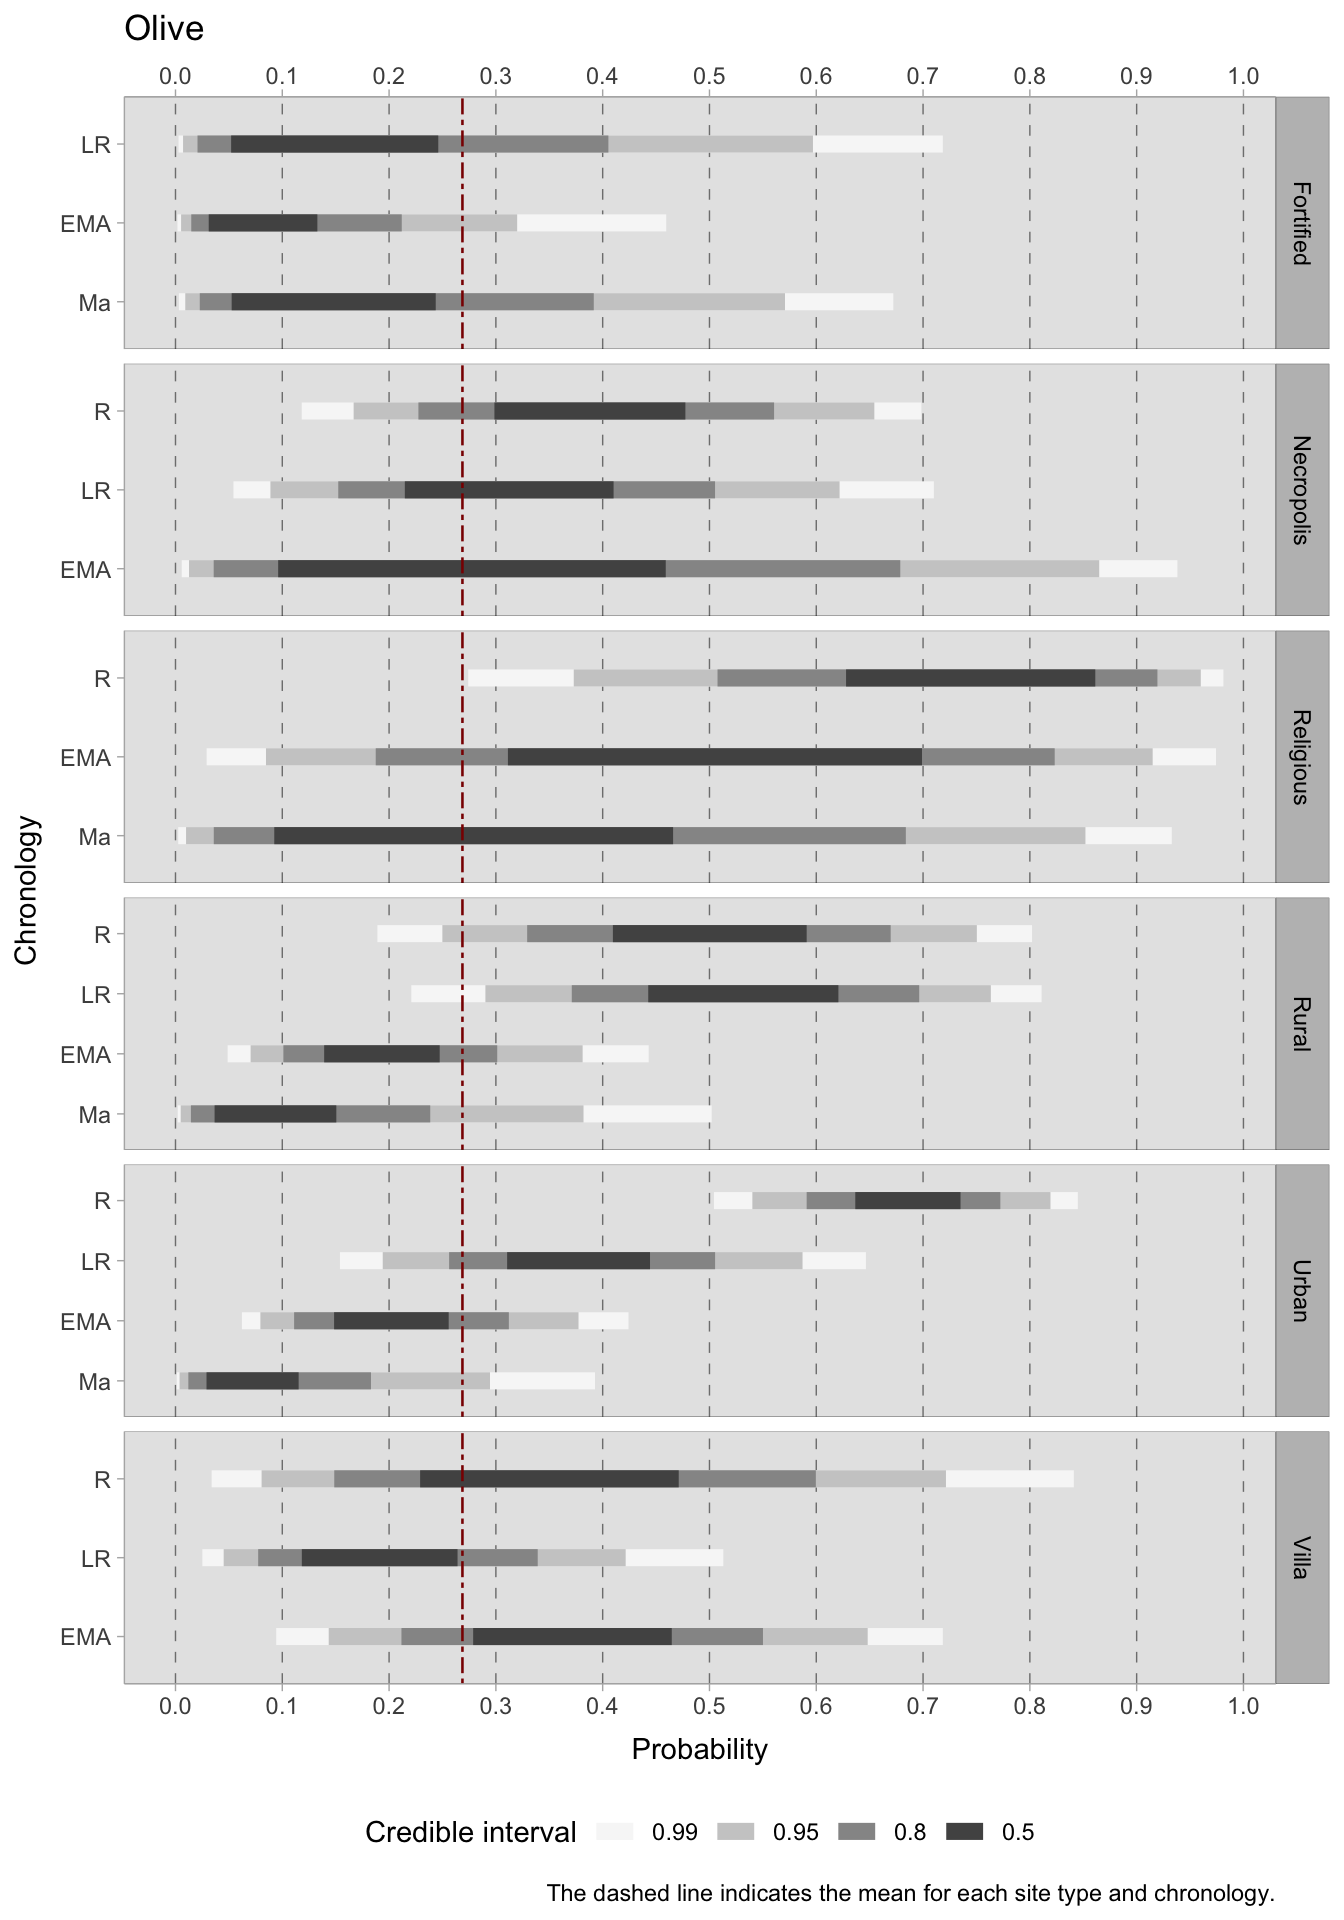 Olive
0.0 0.1 0.2 0.3 0.4 0.5 0.6 0.7 0.8 0.9 1.0
LR
EMA
Ma
Fortified
R
LR
EMA
Necropolis
R
EMA
Ma
Religious
Chronology
R
LR
EMA
Ma
Rural
R
LR
EMA
Ma
Urban
R
LR
EMA
Villa
0.0 0.1 0.2 0.3 0.4 0.5 0.6 0.7 0.8 0.9 1.0
Probability
Credible interval 0.99 0.95 0.8 0.5
The dashed line indicates the mean for each site type and chronology.